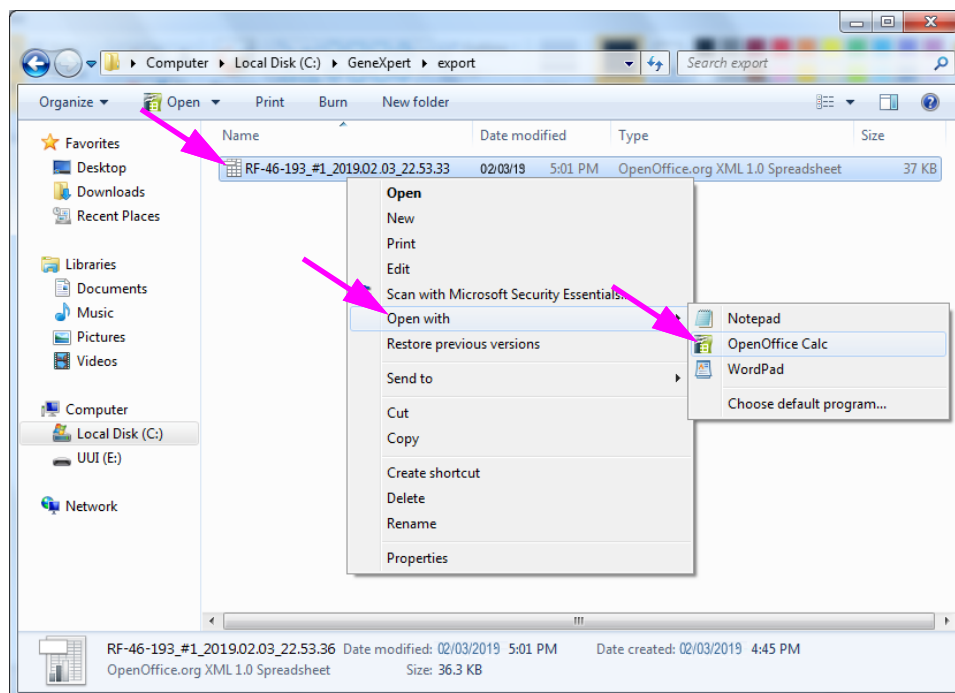 Computer Local Disk (C:) GeneXpert export Search export
Organize Open Print Burn New folder
Name Date modified Type Size
Favorites
Desktop
Downloads
Recent Places
Libraries
Documents
Music
Pictures
Videos
Computer
Local Disk (C:)
UUI (E:)
Network
RF-46-193_#1_2019.02.03_22.53.33 02/03/19 5:01 PM OpenOffice.org XML 1.0 Spreadsheet 37 KB
Open
New
Print
Edit
Scan with Microsoft Security Essentials...
Open with
Restore previous versions
Send to
Cut
Copy
Create shortcut
Delete
Rename
Properties
Notepad
OpenOffice Calc
WordPad
Choose default program...
RF-46-193_#1_2019.02.03_22.53.36 Date modified: 02/03/2019 5:01 PM Date created: 02/03/2019 4:45 PM
OpenOffice.org XML 1.0 Spreadsheet Size: 36.3 KB